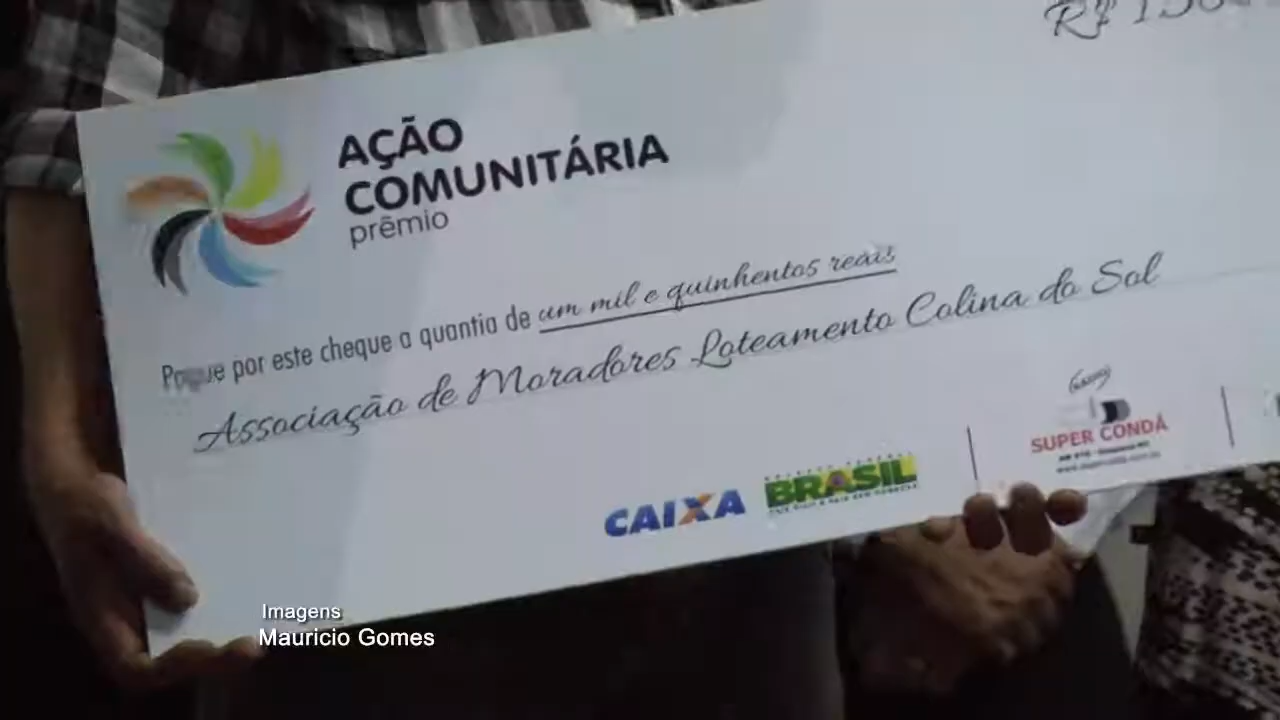 R$
AÇÃO
COMUNITÁRIA
prêmio
Pague por este cheque a quantia de um mil e quinhentos reais
Associação de Moradores Loteamento Colina do Sol
CAIXA
BRASIL
SUPER CONDÁ
Imagens
Mauricio Gomes